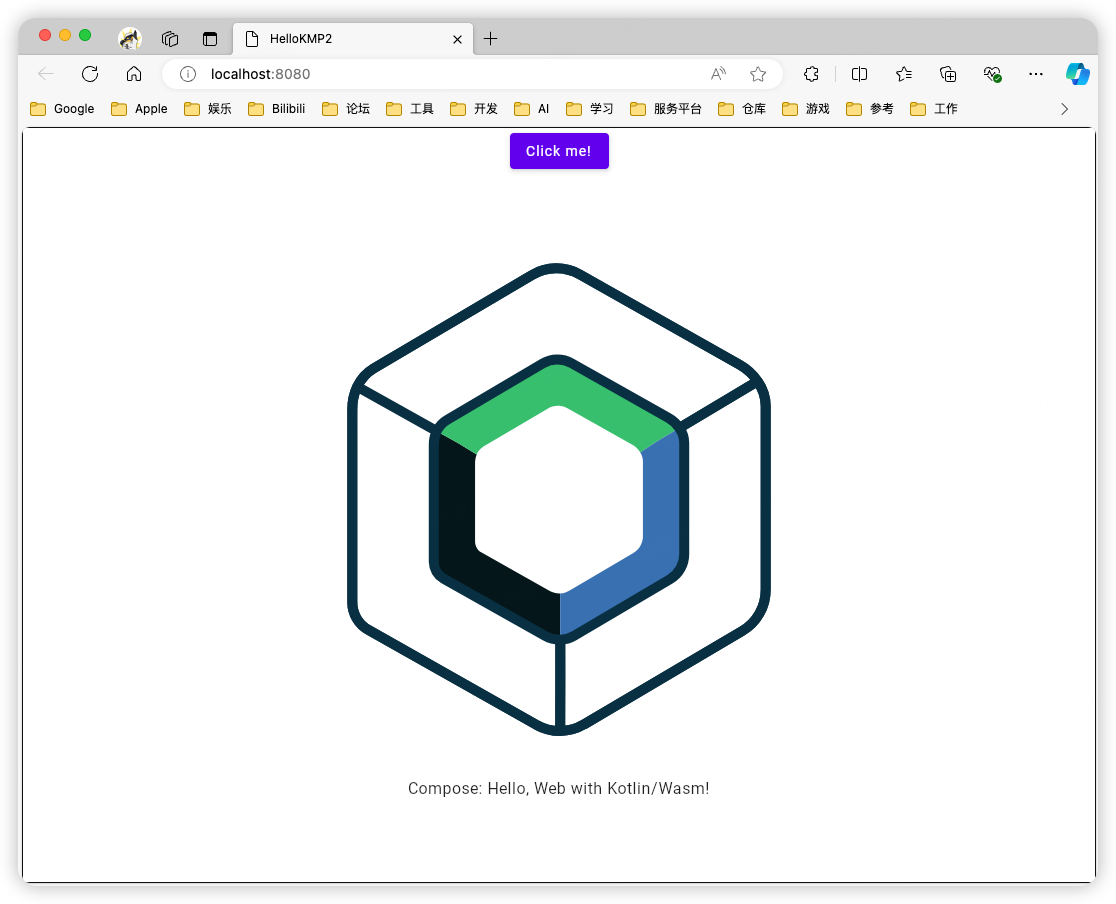 HelloKMP2
localhost:8080
Google Apple 娱乐 Bilibili 论坛 工具 开发 AI 学习 服务平台 仓库 游戏 参考 工作
Click me!
Compose: Hello, Web with Kotlin/Wasm!